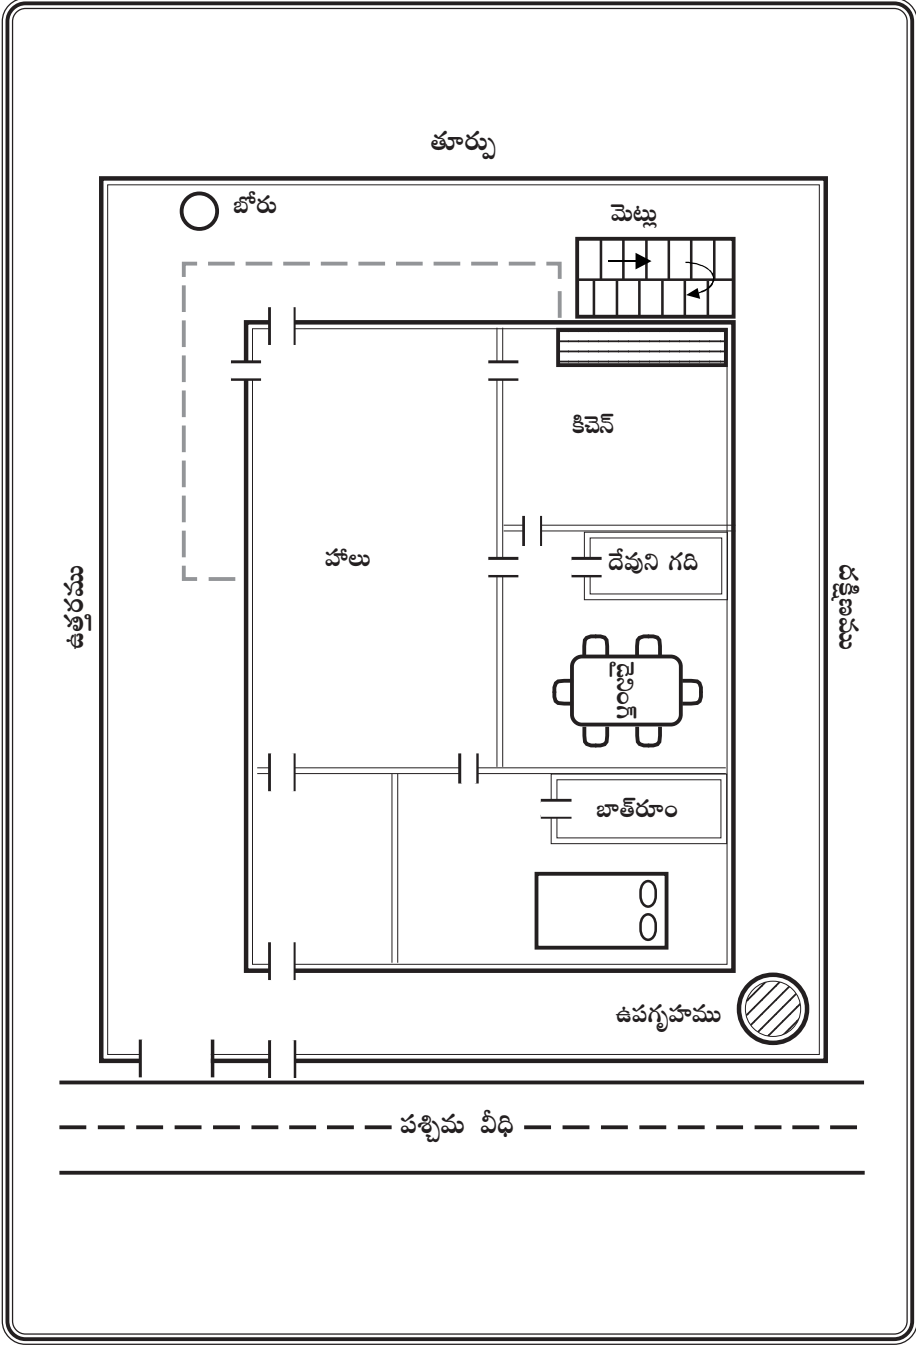 తూర్పు
బోరు
మెట్లు
కిచెన్
హాలు
దేవుని గది
ఉత్తరము
దక్షిణము
డైనింగ్
బాత్‌రూం
ఉపగృహము
పశ్చిమ వీధి